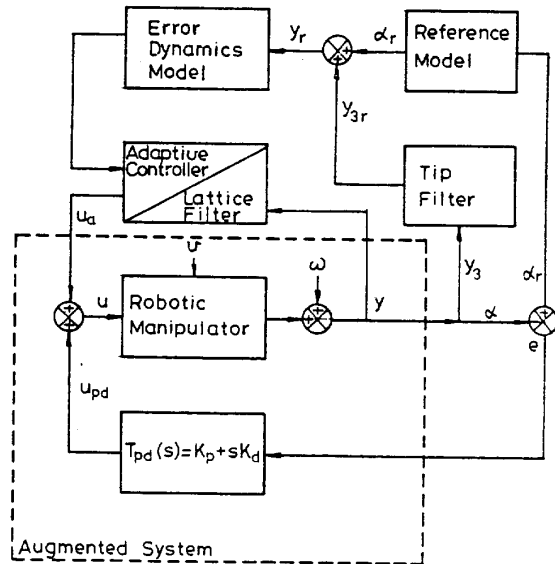 Error
Dynamics
Model
y_r
α_r
Reference
Model
y_3r
Adaptive
Controller
Lattice
Filter
Tip
Filter
u_a
v
ω
y_3
α_r
u
Robotic
Manipulator
y
α
e
u_pd
T_pd(s)=K_p+sK_d
Augmented System